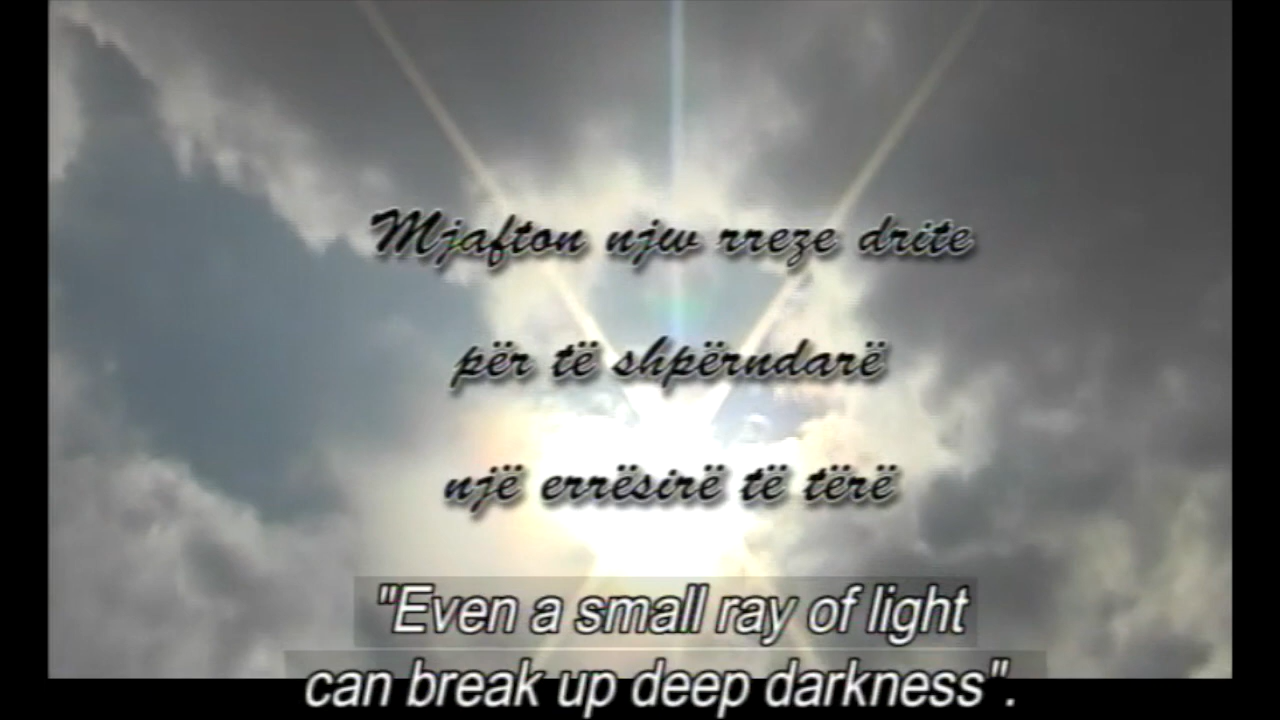 Mjafton njw rreze drite
për të shpërndarë
një errësirë të tërë
"Even a small ray of light
can break up deep darkness".